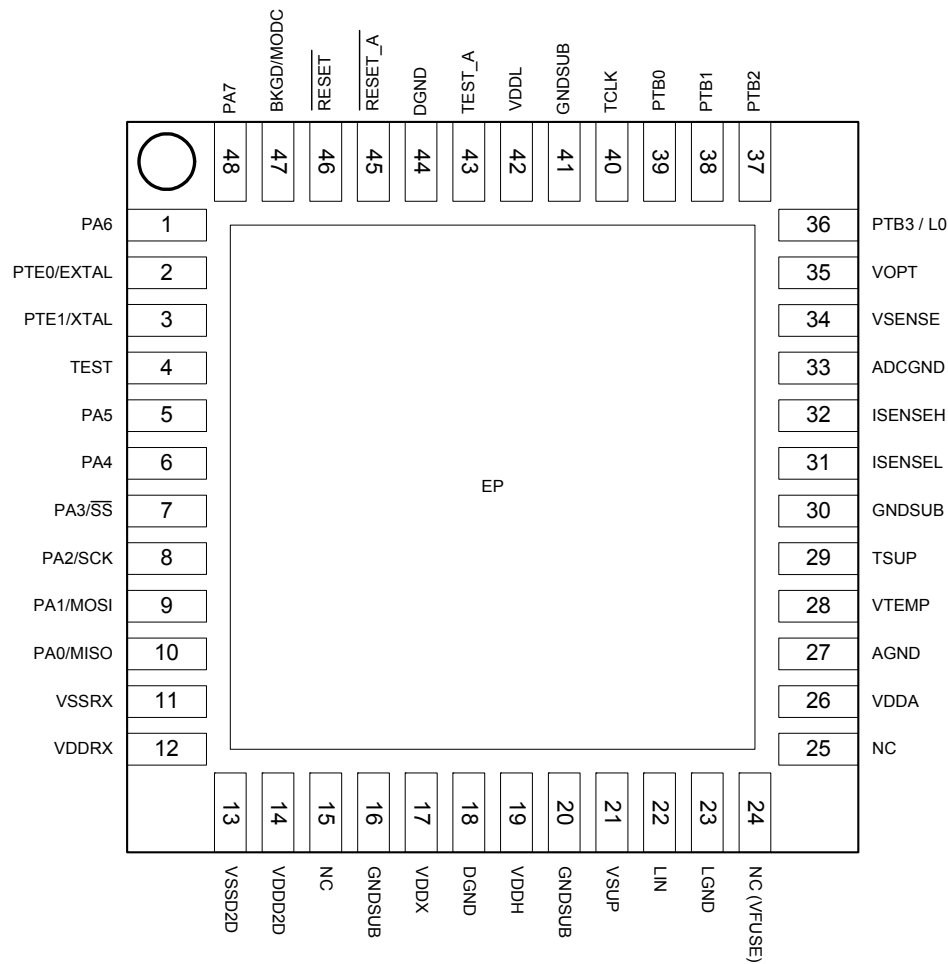 PA7
BKGD/MODC
RESET
RESET_A
DGND
TEST_A
VDDL
GNDSUB
TCLK
PTB0
PTB1
PTB2
48
47
46
45
44
43
42
41
40
39
38
37
PA6 1
PTE0/EXTAL 2
PTE1/XTAL 3
TEST 4
PA5 5
PA4 6
PA3/SS 7
PA2/SCK 8
PA1/MOSI 9
PA0/MISO 10
VSSRX 11
VDDRX 12
EP
36 PTB3 / L0
35 VOPT
34 VSENSE
33 ADCGND
32 ISENSEH
31 ISENSEL
30 GNDSUB
29 TSUP
28 VTEMP
27 AGND
26 VDDA
25 NC
13
14
15
16
17
18
19
20
21
22
23
24
VSSD2D
VDDD2D
NC
GNDSUB
VDDX
DGND
VDDH
GNDSUB
VSUP
LIN
LGND
NC (VFUSE)